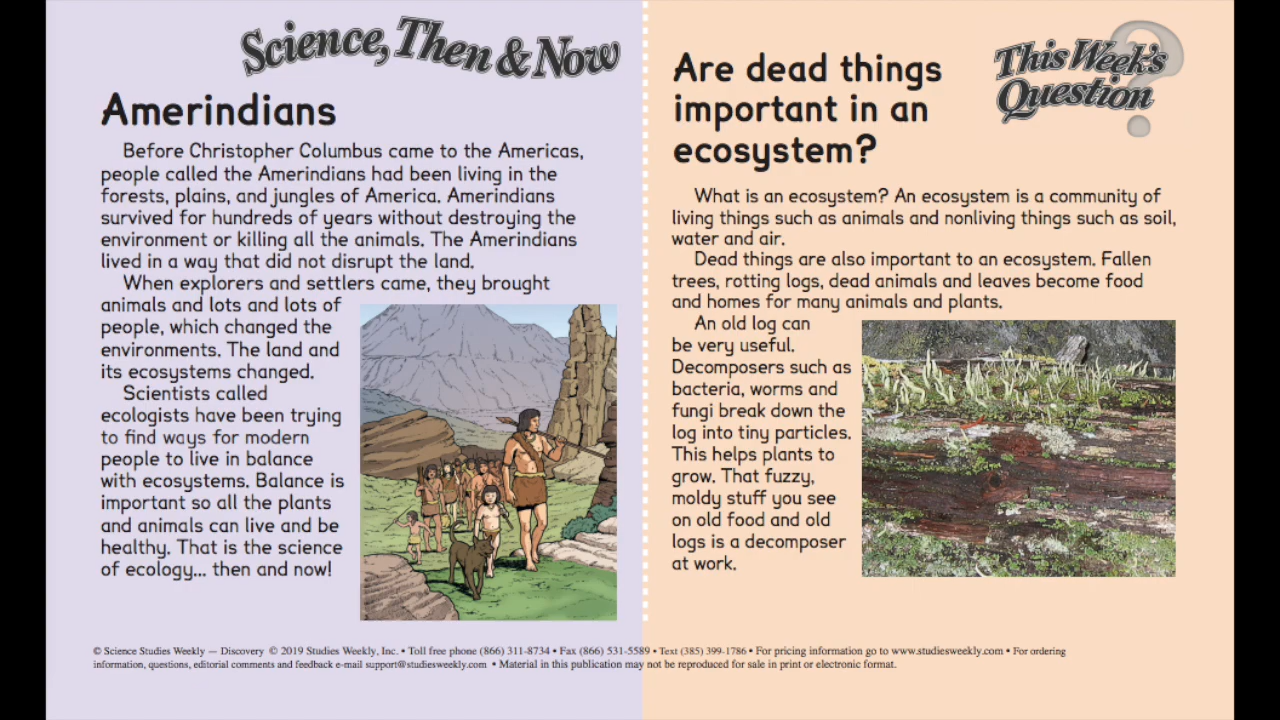 Science, Then & Now
Amerindians
Before Christopher Columbus came to the Americas,
people called the Amerindians had been living in the
forests, plains, and jungles of America. Amerindians
survived for hundreds of years without destroying the
environment or killing all the animals. The Amerindians
lived in a way that did not disrupt the land.
When explorers and settlers came, they brought
animals and lots and lots of
people, which changed the
environments. The land and
its ecosystems changed.
Scientists called
ecologists have been trying
to find ways for modern
people to live in balance
with ecosystems. Balance is
important so all the plants
and animals can live and be
healthy. That is the science
of ecology... then and now!
This Week's
Question
?
Are dead things
important in an
ecosystem?
What is an ecosystem? An ecosystem is a community of
living things such as animals and nonliving things such as soil,
water and air.
Dead things are also important to an ecosystem. Fallen
trees, rotting logs, dead animals and leaves become food
and homes for many animals and plants.
An old log can
be very useful.
Decomposers such as
bacteria, worms and
fungi break down the
log into tiny particles.
This helps plants to
grow. That fuzzy,
moldy stuff you see
on old food and old
logs is a decomposer
at work.
© Science Studies Weekly — Discovery © 2019 Studies Weekly, Inc. • Toll free phone (866) 311-8734 • Fax (866) 531-5589 • Text (385) 399-1786 • For pricing information go to www.studiesweekly.com • For ordering
information, questions, editorial comments and feedback e-mail support@studiesweekly.com • Material in this publication may not be reproduced for sale in print or electronic format.